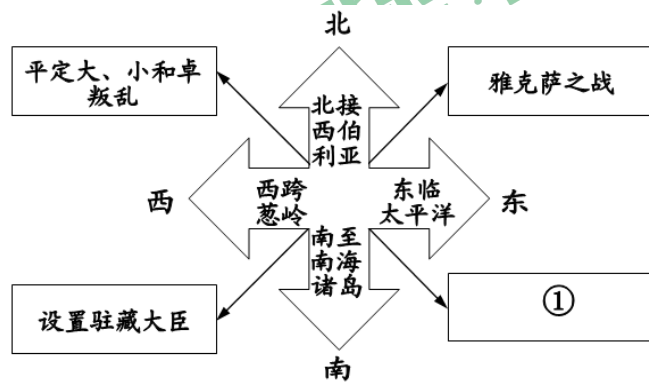 北
平定大、小和卓
叛乱
雅克萨之战
北接
西伯
利亚
西
西跨
葱岭
东临
太平洋
东
南至
南海
诸岛
设置驻藏大臣
①
南